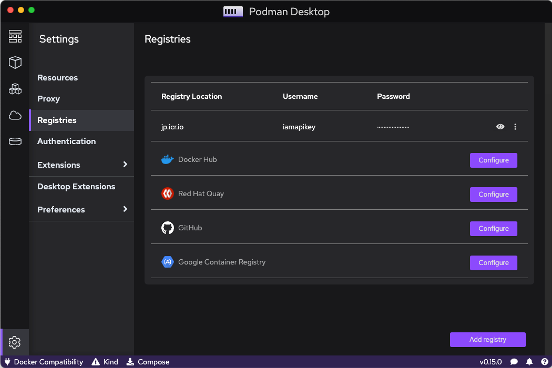 Podman Desktop
Settings
Resources
Proxy
Registries
Authentication
Extensions
Desktop Extensions
Preferences
Registries
Registry Location Username Password
jp.icr.io iamapikey ------------
Docker Hub Configure
Red Hat Quay Configure
GitHub Configure
Google Container Registry Configure
Add registry
Docker Compatibility Kind Compose v0.15.0